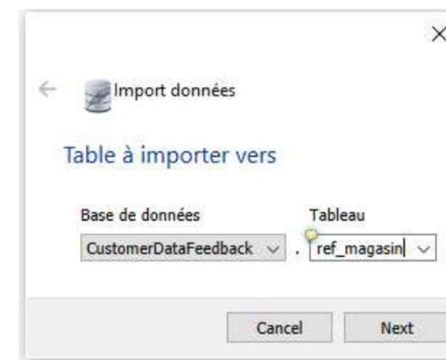 Import données
Table à importer vers
Base de données Tableau
CustomerDataFeedback . ref_magasin
Cancel Next